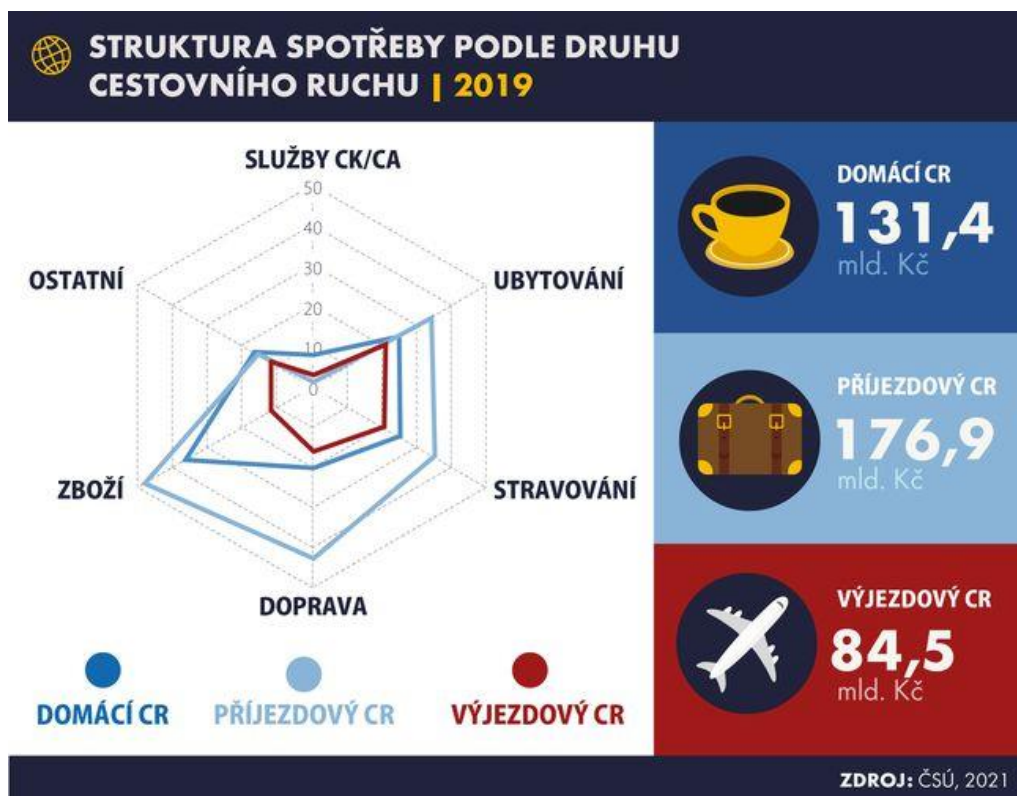 STRUKTURA SPOTŘEBY PODLE DRUHU
CESTOVNÍHO RUCHU | 2019
SLUŽBY CK/CA
50
40
30
20
10
0
OSTATNÍ
UBYTOVÁNÍ
ZBOŽÍ
STRAVOVÁNÍ
DOPRAVA
DOMÁCÍ CR
PŘÍJEZDOVÝ CR
VÝJEZDOVÝ CR
DOMÁCÍ CR
131,4
mld. Kč
PŘÍJEZDOVÝ CR
176,9
mld. Kč
VÝJEZDOVÝ CR
84,5
mld. Kč
ZDROJ: ČSÚ, 2021